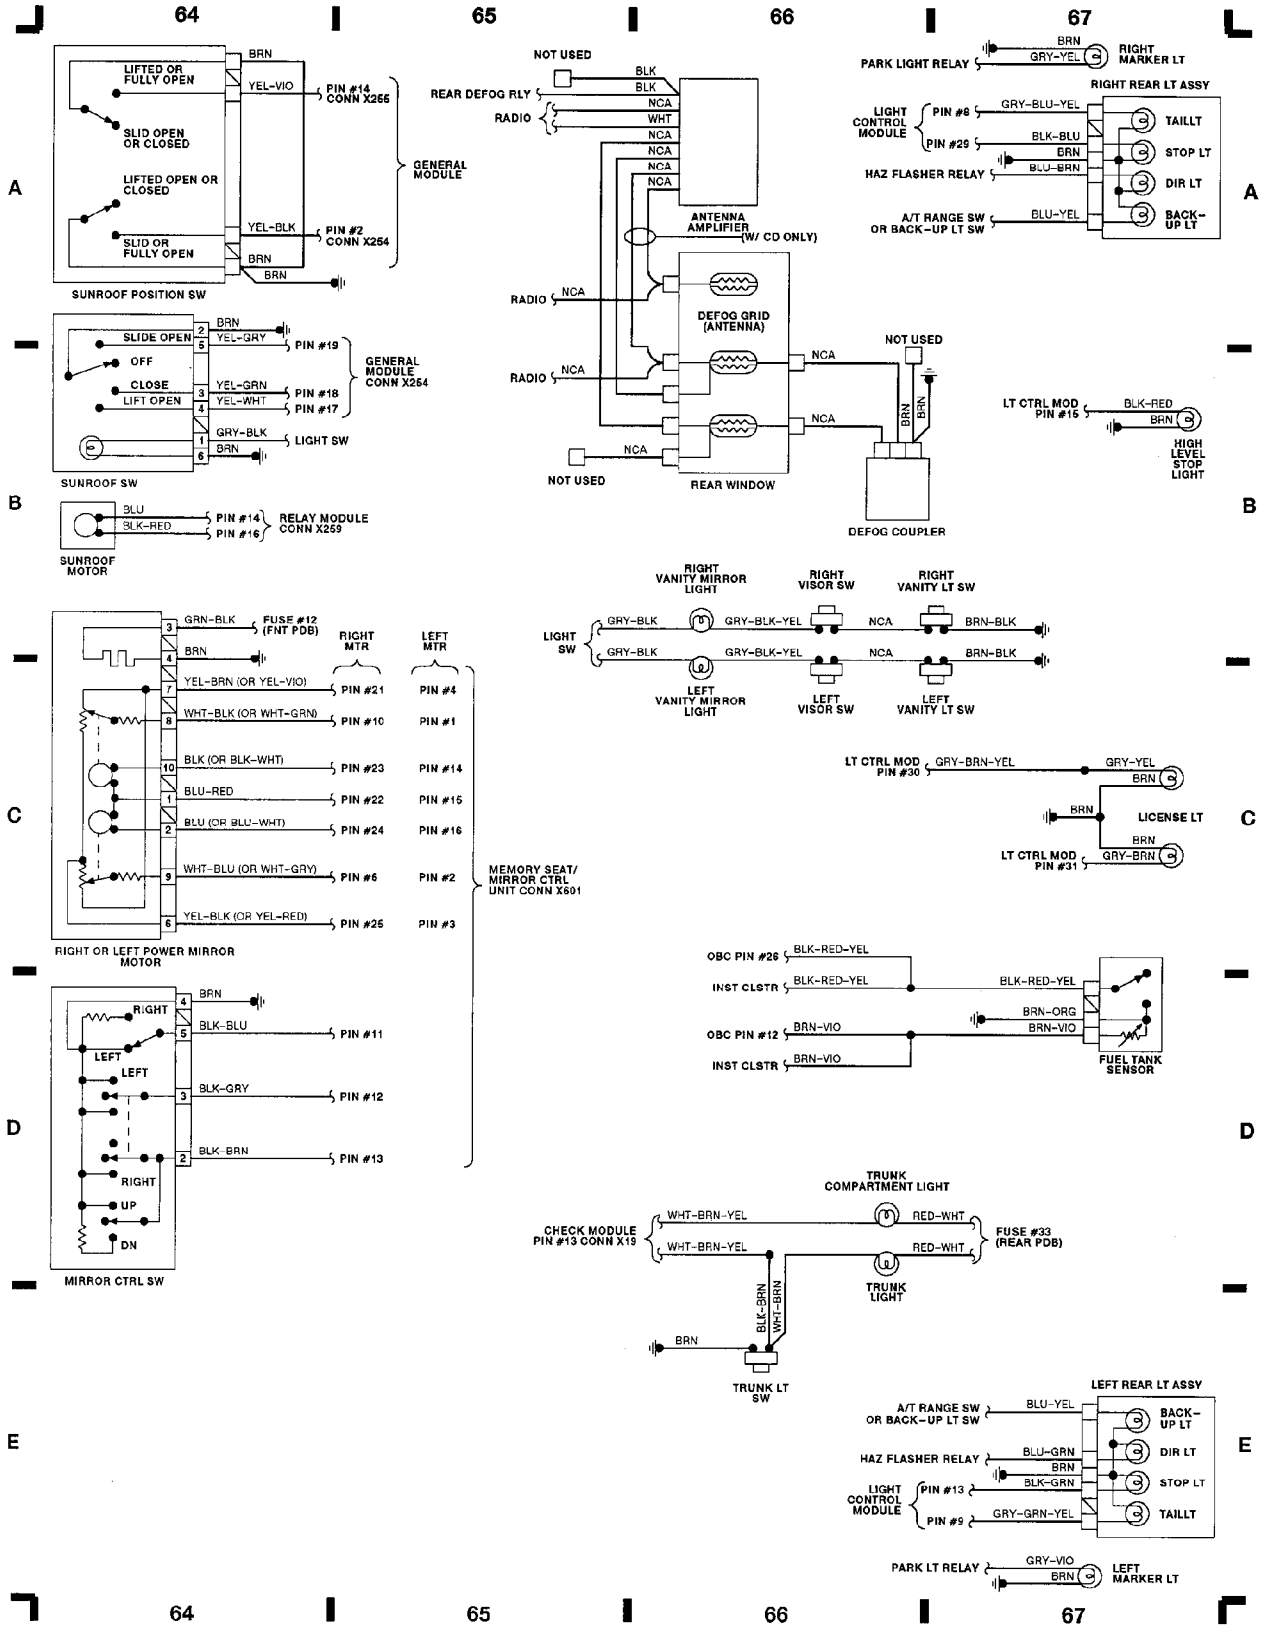 64
65
66
67
A
B
C
D
E
LIFTED OR
FULLY OPEN
SLID OPEN
OR CLOSED
LIFTED OPEN OR
CLOSED
SLID OR
FULLY OPEN
BRN
YEL-VIO
PIN #14
CONN X255
YEL-BLK
PIN #2
CONN X254
BRN
BRN
GENERAL
MODULE
SUNROOF POSITION SW
SLIDE OPEN
OFF
CLOSE
LIFT OPEN
2
5
3
4
1
6
BRN
YEL-GRY
PIN #19
YEL-GRN
PIN #18
YEL-WHT
PIN #17
GRY-BLK
LIGHT SW
BRN
GENERAL
MODULE
CONN X254
SUNROOF SW
BLU
BLK-RED
PIN #14
PIN #16
RELAY MODULE
CONN X259
SUNROOF
MOTOR
3
GRN-BLK
FUSE #12
(FNT PDB)
4
BRN
RIGHT
MTR
LEFT
MTR
7
YEL-BRN (OR YEL-VIO)
PIN #21
PIN #4
8
WHT-BLK (OR WHT-GRN)
PIN #10
PIN #1
10
BLK (OR BLK-WHT)
PIN #23
PIN #14
1
BLU-RED
PIN #22
PIN #15
2
BLU (OR BLU-WHT)
PIN #24
PIN #16
9
WHT-BLU (OR WHT-GRY)
PIN #6
PIN #2
6
YEL-BLK (OR YEL-RED)
PIN #25
PIN #3
MEMORY SEAT/
MIRROR CTRL
UNIT CONN X601
RIGHT OR LEFT POWER MIRROR
MOTOR
RIGHT
LEFT
LEFT
RIGHT
UP
DN
4
BRN
5
BLK-BLU
PIN #11
3
BLK-GRY
PIN #12
2
BLK-BRN
PIN #13
MIRROR CTRL SW
NOT USED
BLK
REAR DEFOG RLY
BLK
RADIO
NCA
WHT
NCA
NCA
NCA
NCA
ANTENNA
AMPLIFIER
(W/ CD ONLY)
RADIO
NCA
DEFOG GRID
(ANTENNA)
RADIO
NCA
NCA
NOT USED
NCA
BRN
BRN
NCA
NOT USED
REAR WINDOW
DEFOG COUPLER
RIGHT
VANITY MIRROR
LIGHT
RIGHT
VISOR SW
RIGHT
VANITY LT SW
LIGHT
SW
GRY-BLK
GRY-BLK-YEL
NCA
BRN-BLK
GRY-BLK
GRY-BLK-YEL
NCA
BRN-BLK
LEFT
VANITY MIRROR
LIGHT
LEFT
VISOR SW
LEFT
VANITY LT SW
LT CTRL MOD
PIN #30
GRY-BRN-YEL
GRY-YEL
BRN
BRN
LICENSE LT
BRN
LT CTRL MOD
PIN #31
GRY-BRN
OBC PIN #26
BLK-RED-YEL
INST CLSTR
BLK-RED-YEL
BLK-RED-YEL
BRN-ORG
OBC PIN #12
BRN-VIO
BRN-VIO
INST CLSTR
BRN-VIO
FUEL TANK
SENSOR
TRUNK
COMPARTMENT LIGHT
CHECK MODULE
PIN #13 CONN X19
WHT-BRN-YEL
RED-WHT
WHT-BRN-YEL
RED-WHT
FUSE #33
(REAR PDB)
TRUNK
LIGHT
BLK-BRN
WHT-BRN
BRN
TRUNK LT
SW
BRN
PARK LIGHT RELAY
GRY-YEL
RIGHT
MARKER LT
RIGHT REAR LT ASSY
LIGHT
CONTROL
MODULE
PIN #8
GRY-BLU-YEL
TAILLT
PIN #29
BLK-BLU
STOP LT
BRN
HAZ FLASHER RELAY
BLU-BRN
DIR LT
A/T RANGE SW
OR BACK-UP LT SW
BLU-YEL
BACK-
UP LT
LT CTRL MOD
PIN #15
BLK-RED
BRN
HIGH
LEVEL
STOP
LIGHT
LEFT REAR LT ASSY
A/T RANGE SW
OR BACK-UP LT SW
BLU-YEL
BACK-
UP LT
HAZ FLASHER RELAY
BLU-GRN
DIR LT
BRN
LIGHT
CONTROL
MODULE
PIN #13
BLK-GRN
STOP LT
PIN #9
GRY-GRN-YEL
TAILLT
PARK LT RELAY
GRY-VIO
BRN
LEFT
MARKER LT
A
B
C
D
E
64
65
66
67